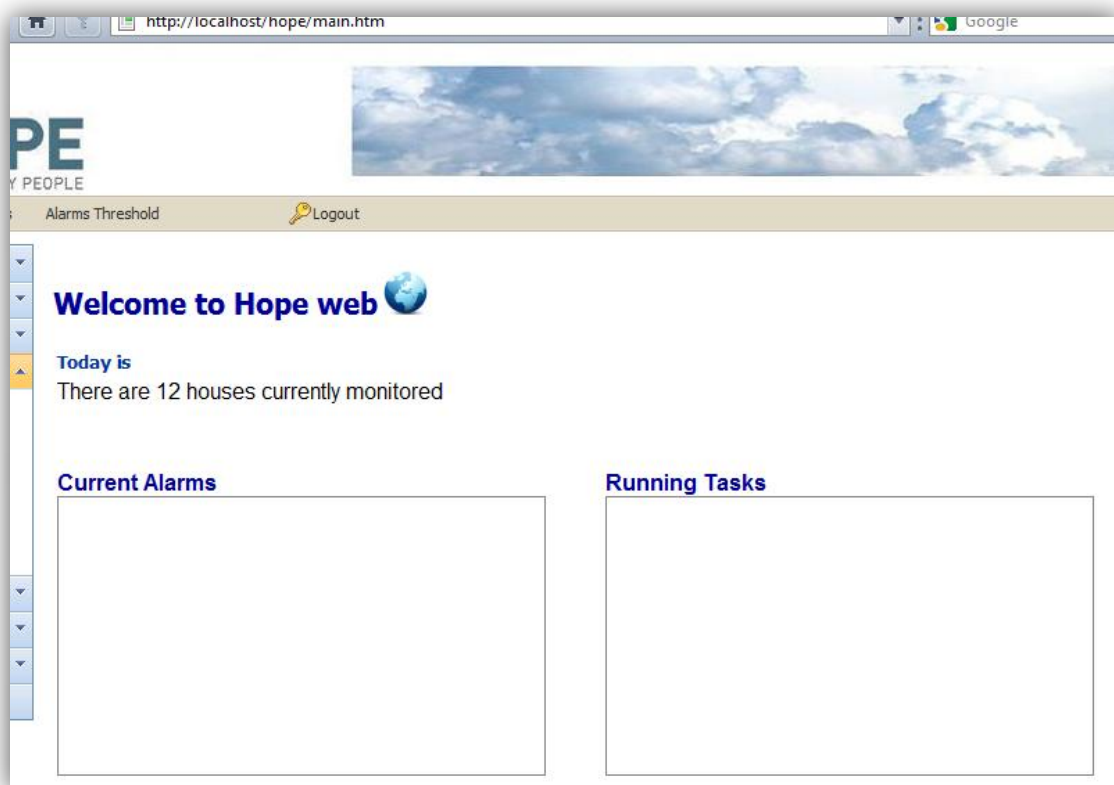 http://localhost/hope/main.htm
Google
PE
Y PEOPLE
Alarms Threshold
Logout
Welcome to Hope web
Today is
There are 12 houses currently monitored
Current Alarms
Running Tasks